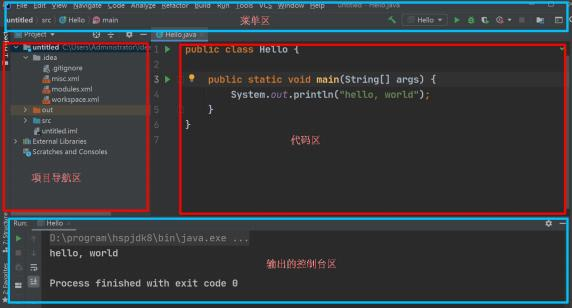 File Edit View Navigate Code Analyze Refactor Build Run Tools VCS Window Help untitled - Hello.java
菜单区
untitled src Hello main Hello
Project Hello.java
untitled C:\Users\Administrator\Ide
.idea
.gitignore
misc.xml
modules.xml
workspace.xml
out
src
untitled.iml
External Libraries
Scratches and Consoles
项目导航区
1 public class Hello {
2
3 public static void main(String[] args) {
4 System.out.println("hello, world");
5 }
6 }
7
代码区
Run: Hello
D:\program\hspjdk8\bin\java.exe ...
hello, world
Process finished with exit code 0
输出的控制台区
7: Structure
2: Favorites